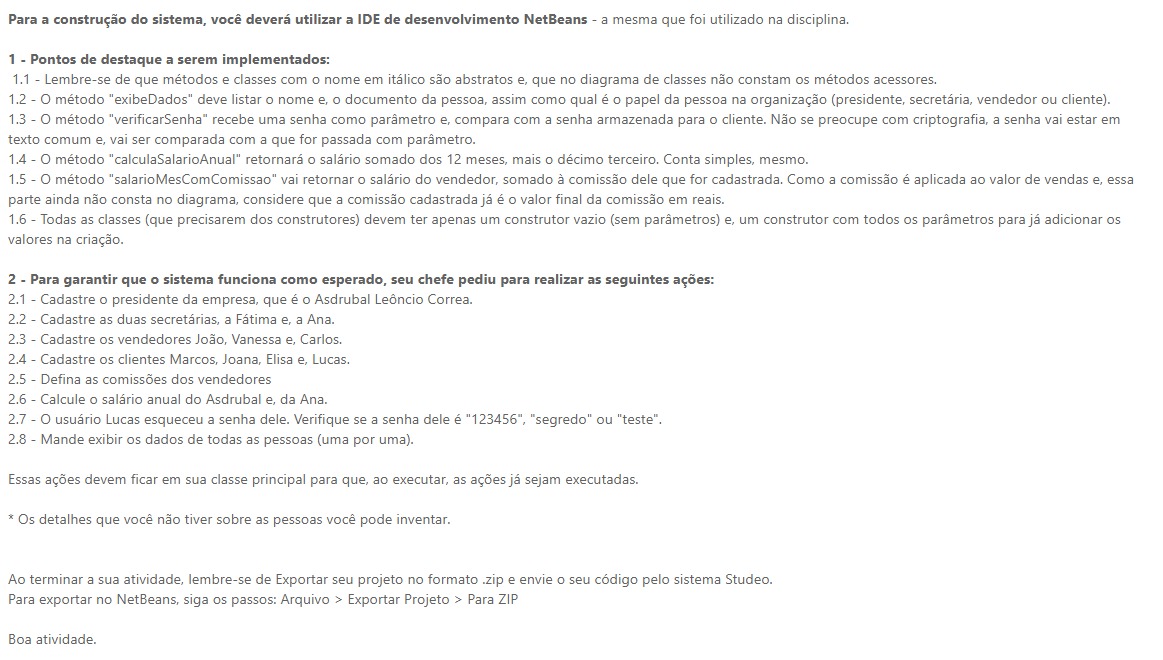 Para a construção do sistema, você deverá utilizar a IDE de desenvolvimento NetBeans - a mesma que foi utilizado na disciplina.
1 - Pontos de destaque a serem implementados:
1.1 - Lembre-se de que métodos e classes com o nome em itálico são abstratos e, que no diagrama de classes não constam os métodos acessores.
1.2 - O método "exibeDados" deve listar o nome e, o documento da pessoa, assim como qual é o papel da pessoa na organização (presidente, secretária, vendedor ou cliente).
1.3 - O método "verificarSenha" recebe uma senha como parâmetro e, compara com a senha armazenada para o cliente. Não se preocupe com criptografia, a senha vai estar em
texto comum e, vai ser comparada com a que for passada com parâmetro.
1.4 - O método "calculaSalarioAnual" retornará o salário somado dos 12 meses, mais o décimo terceiro. Conta simples, mesmo.
1.5 - O método "salarioMesComComissao" vai retornar o salário do vendedor, somado à comissão dele que for cadastrada. Como a comissão é aplicada ao valor de vendas e, essa
parte ainda não consta no diagrama, considere que a comissão cadastrada já é o valor final da comissão em reais.
1.6 - Todas as classes (que precisarem dos construtores) devem ter apenas um construtor vazio (sem parâmetros) e, um construtor com todos os parâmetros para já adicionar os
valores na criação.
2 - Para garantir que o sistema funciona como esperado, seu chefe pediu para realizar as seguintes ações:
2.1 - Cadastre o presidente da empresa, que é o Asdrubal Leôncio Correa.
2.2 - Cadastre as duas secretárias, a Fátima e, a Ana.
2.3 - Cadastre os vendedores João, Vanessa e, Carlos.
2.4 - Cadastre os clientes Marcos, Joana, Elisa e, Lucas.
2.5 - Defina as comissões dos vendedores
2.6 - Calcule o salário anual do Asdrubal e, da Ana.
2.7 - O usuário Lucas esqueceu a senha dele. Verifique se a senha dele é "123456", "segredo" ou "teste".
2.8 - Mande exibir os dados de todas as pessoas (uma por uma).
Essas ações devem ficar em sua classe principal para que, ao executar, as ações já sejam executadas.
* Os detalhes que você não tiver sobre as pessoas você pode inventar.
Ao terminar a sua atividade, lembre-se de Exportar seu projeto no formato .zip e envie o seu código pelo sistema Studeo.
Para exportar no NetBeans, siga os passos: Arquivo > Exportar Projeto > Para ZIP
Boa atividade.